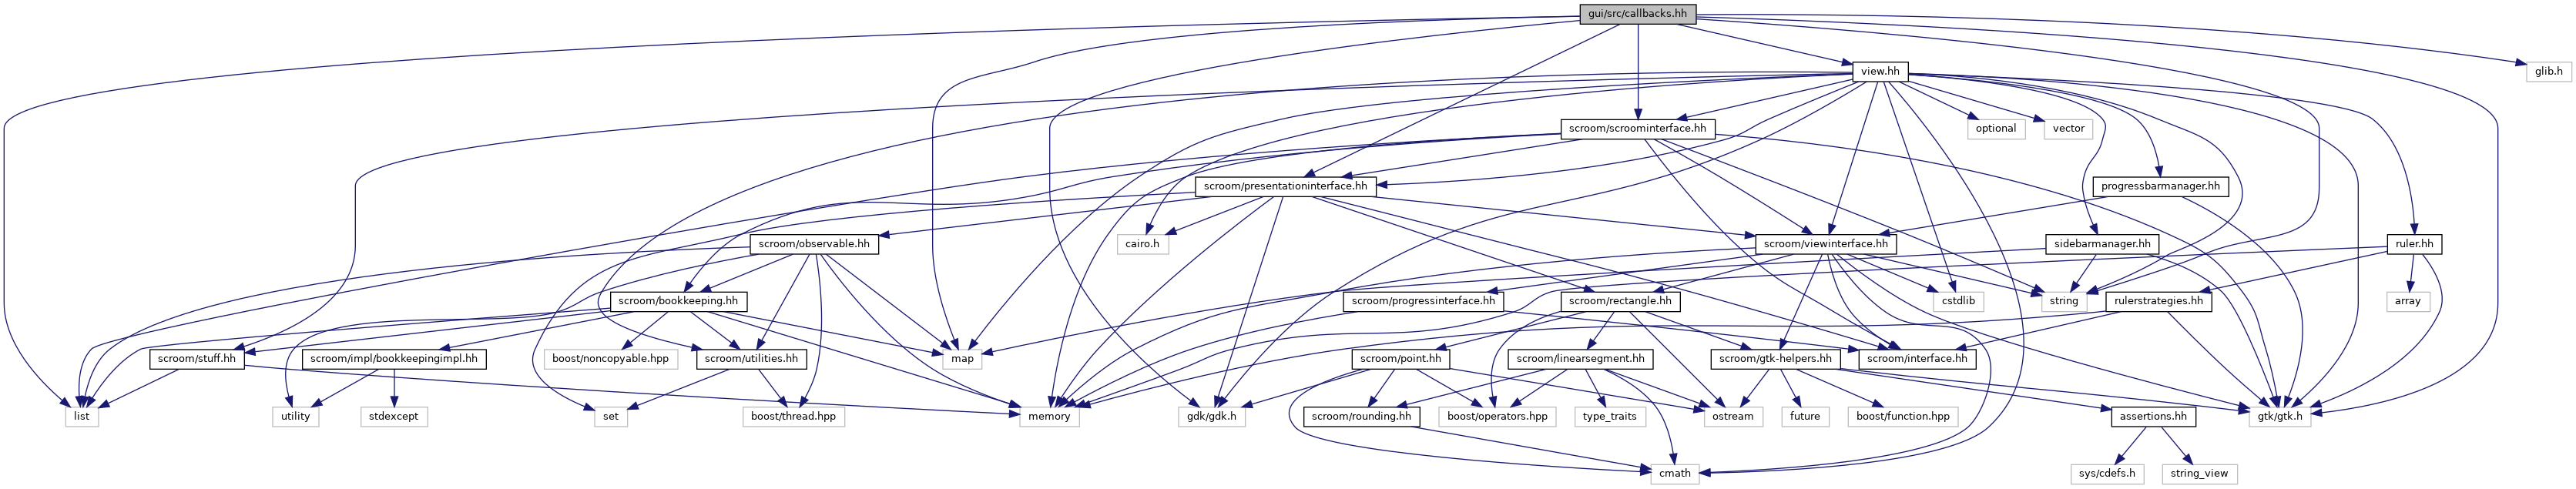 gui/src/callbacks.hh
view.hh
glib.h
scroom/scroominterface.hh
optional
vector
scroom/presentationinterface.hh
progressbarmanager.hh
cairo.h
scroom/observable.hh
scroom/viewinterface.hh
sidebarmanager.hh
ruler.hh
scroom/bookkeeping.hh
scroom/progressinterface.hh
scroom/rectangle.hh
cstdlib
string
rulerstrategies.hh
array
scroom/stuff.hh
scroom/impl/bookkeepingimpl.hh
boost/noncopyable.hpp
scroom/utilities.hh
map
scroom/point.hh
scroom/linearsegment.hh
scroom/gtk-helpers.hh
scroom/interface.hh
list
utility
stdexcept
set
boost/thread.hpp
memory
gdk/gdk.h
scroom/rounding.hh
boost/operators.hpp
type_traits
ostream
future
boost/function.hpp
assertions.hh
gtk/gtk.h
cmath
sys/cdefs.h
string_view